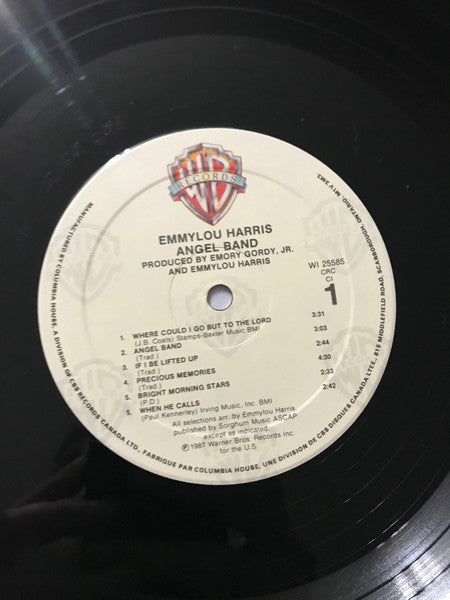 WB
RECORDS
EMMYLOU HARRIS
ANGEL BAND
PRODUCED BY EMORY GORDY, JR.
AND EMMYLOU HARRIS
WI 25585
CRC
CI
1
1. WHERE COULD I GO BUT TO THE LORD 3:31
(J.B. Coats) Stamps-Baxter Music BMI
2. ANGEL BAND 3:03
(Trad.)
3. IF I BE LIFTED UP 2:44
(Trad.)
4. PRECIOUS MEMORIES 4:30
(Trad.)
5. BRIGHT MORNING STARS 2:33
(P.D.)
5. WHEN HE CALLS 2:42
(Paul Kennerley) Irving Music, Inc. BMI
All selections arr. by Emmylou Harris,
published by Sorghum Music ASCAP
except as indicated.
℗1987 Warner Bros. Records Inc
for the U.S
MANUFACTURED BY COLUMBIA HOUSE, A DIVISION OF CBS RECORDS CANADA LTD., FABRIQUE PAR COLUMBIA HOUSE, UNE DIVISION DE CBS DISQUES CANADA LTEE., 819 MIDDLEFIELD ROAD, SCARBOROUGH, ONTARIO, M1V 2M2